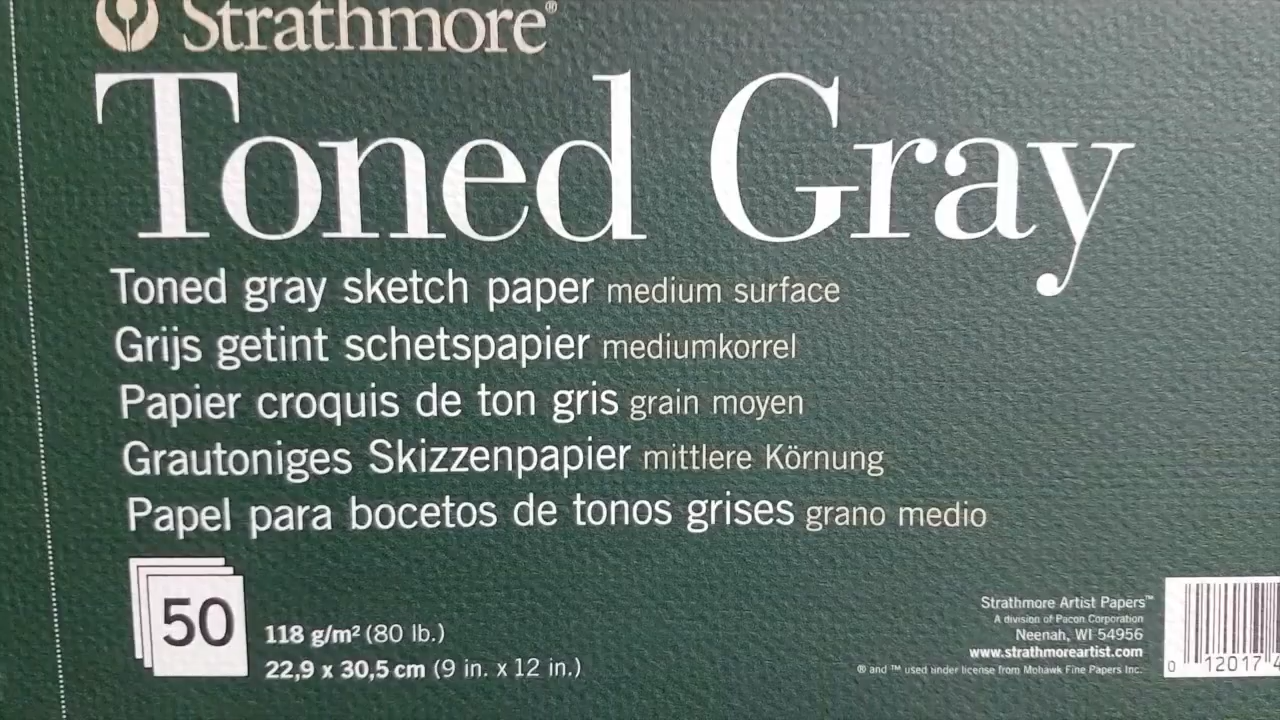 Strathmore®
Toned Gray
Toned gray sketch paper medium surface
Grijs getint schetspapier mediumkorrel
Papier croquis de ton gris grain moyen
Grautoniges Skizzenpapier mittlere Körnung
Papel para bocetos de tonos grises grano medio
50
118 g/m² (80 lb.)
22,9 x 30,5 cm (9 in. x 12 in.)
Strathmore Artist Papers™
A division of Pacon Corporation
Neenah, WI 54956
www.strathmoreartist.com
® and ™ used under license from Mohawk Fine Papers Inc.
0 12017 4